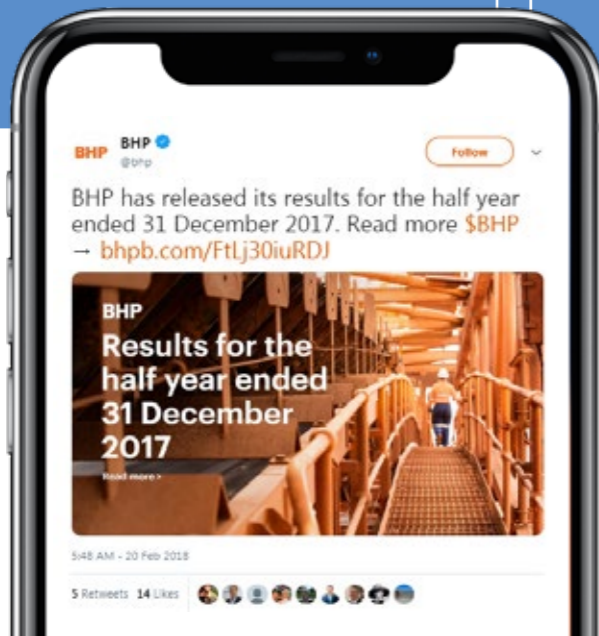 BHP
BHP
@bhp
Follow
BHP has released its results for the half year
ended 31 December 2017. Read more $BHP
→ bhpb.com/FtLj30iuRDJ
BHP
Results for the
half year ended
31 December
2017
Read more >
5:48 AM - 20 Feb 2018
5 Retweets 14 Likes